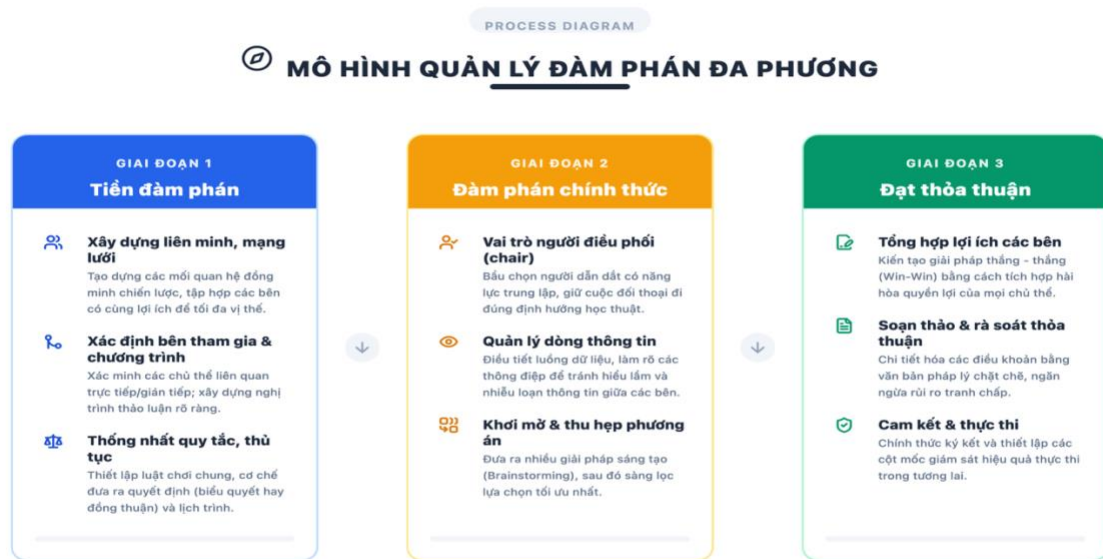 PROCESS DIAGRAM
MÔ HÌNH QUẢN LÝ ĐÀM PHÁN ĐA PHƯƠNG
GIAI ĐOẠN 1
Tiền đàm phán
Xây dựng liên minh, mạng
lưới
Tạo dựng các mối quan hệ đồng
minh chiến lược, tập hợp các bên
có cùng lợi ích để tối đa vị thế.
Xác định bên tham gia &
chương trình
Xác minh các chủ thể liên quan
trực tiếp/gián tiếp; xây dựng nghị
trình thảo luận rõ ràng.
Thống nhất quy tắc, thủ
tục
Thiết lập luật chơi chung, cơ chế
đưa ra quyết định (biểu quyết hay
đồng thuận) và lịch trình.
GIAI ĐOẠN 2
Đàm phán chính thức
Vai trò người điều phối
(chair)
Bầu chọn người dẫn dắt có năng
lực trung lập, giữ cuộc đối thoại đi
đúng định hướng học thuật.
Quản lý dòng thông tin
Điều tiết luồng dữ liệu, làm rõ các
thông điệp để tránh hiểu lầm và
nhiễu loạn thông tin giữa các bên.
Khơi mở & thu hẹp phương
án
Đưa ra nhiều giải pháp sáng tạo
(Brainstorming), sau đó sàng lọc
lựa chọn tối ưu nhất.
GIAI ĐOẠN 3
Đạt thỏa thuận
Tổng hợp lợi ích các bên
Kiến tạo giải pháp thắng - thắng
(Win-Win) bằng cách tích hợp hài
hòa quyền lợi của mọi chủ thể.
Soạn thảo & rà soát thỏa
thuận
Chi tiết hóa các điều khoản bằng
văn bản pháp lý chặt chẽ, ngăn
ngừa rủi ro tranh chấp.
Cam kết & thực thi
Chính thức ký kết và thiết lập các
cột mốc giám sát hiệu quả thực thi
trong tương lai.